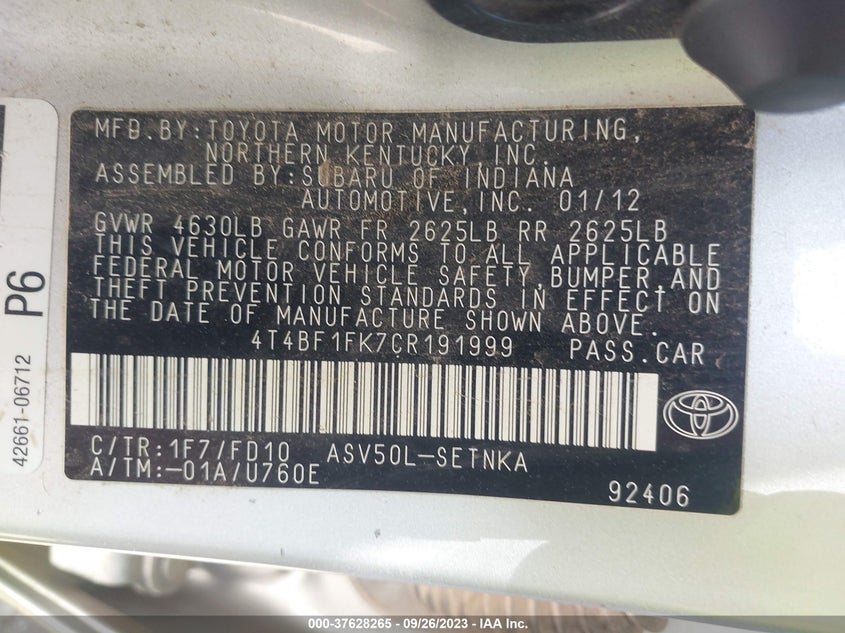 MFD.BY:TOYOTA MOTOR MANUFACTURING,
NORTHERN KENTUCKY,INC.
ASSEMBLED BY:SUBARU OF INDIANA
AUTOMOTIVE,INC. 01/12
GVWR 4630LB GAWR FR 2625LB RR 2625LB
THIS VEHICLE CONFORMS TO ALL APPLICABLE
FEDERAL MOTOR VEHICLE SAFETY,BUMPER,AND
THEFT PREVENTION STANDARDS IN EFFECT ON
THE DATE OF MANUFACTURE SHOWN ABOVE.
4T4BF1FK7CR191999 PASS.CAR
C/TR:1F7/FD10 ASV50L-SETNKA
A/TM:-01A/U760E
92406
P6
42661-06712
000-37628265 - 09/26/2023 - IAAI.COM